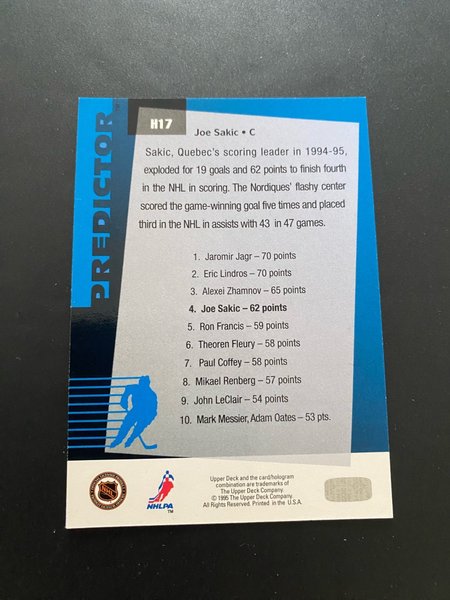 PREDICTOR™
H17
Joe Sakic • C
Sakic, Quebec's scoring leader in 1994-95,
exploded for 19 goals and 62 points to finish fourth
in the NHL in scoring. The Nordiques' flashy center
scored the game-winning goal five times and placed
third in the NHL in assists with 43 in 47 games.
1. Jaromir Jagr – 70 points
2. Eric Lindros – 70 points
3. Alexei Zhamnov – 65 points
4. Joe Sakic – 62 points
5. Ron Francis – 59 points
6. Theoren Fleury – 58 points
7. Paul Coffey – 58 points
8. Mikael Renberg – 57 points
9. John LeClair – 54 points
10. Mark Messier, Adam Oates – 53 pts.
NHLPA
TM
Upper Deck and the card/hologram
combination are trademarks of
The Upper Deck Company.
© 1995 The Upper Deck Company.
All Rights Reserved. Printed in the U.S.A.